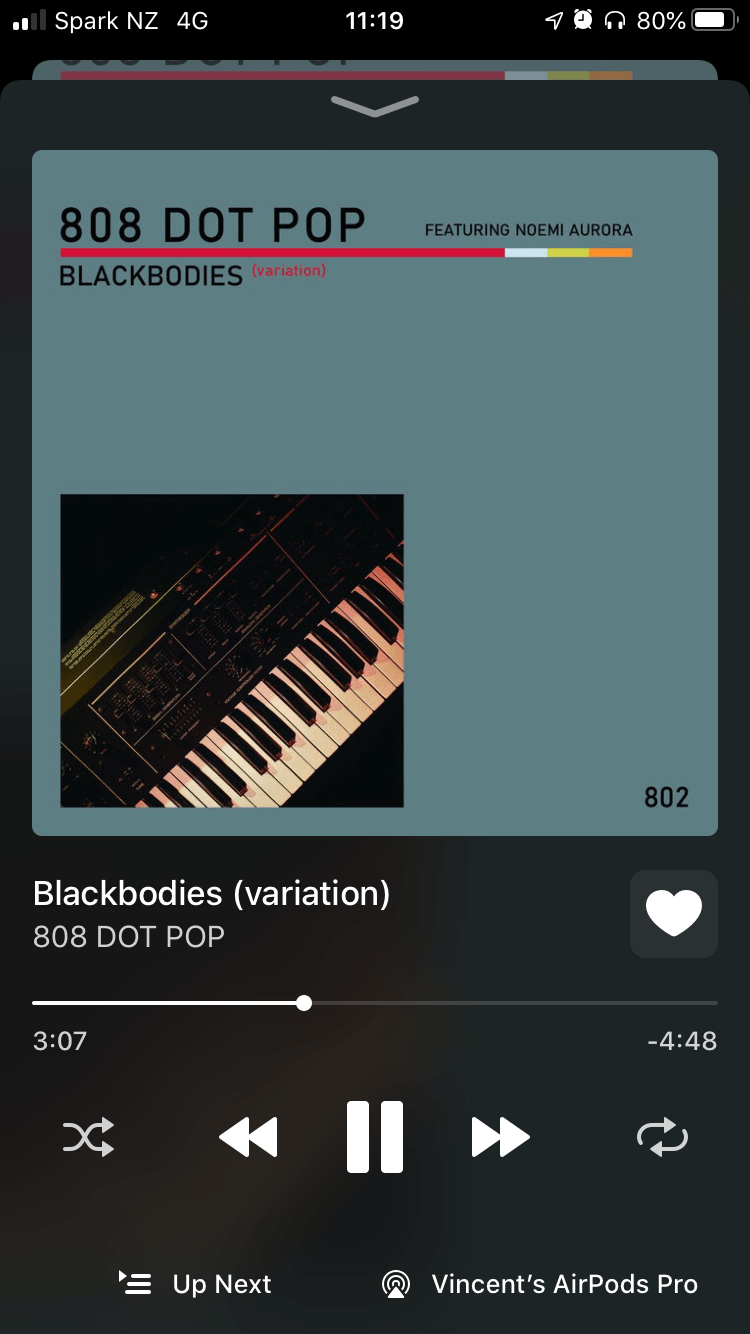 Spark NZ 4G 11:19 80%
808 DOT POP FEATURING NOEMI AURORA
BLACKBODIES (variation)
802
Blackbodies (variation)
808 DOT POP
3:07 -4:48
Up Next Vincent's AirPods Pro